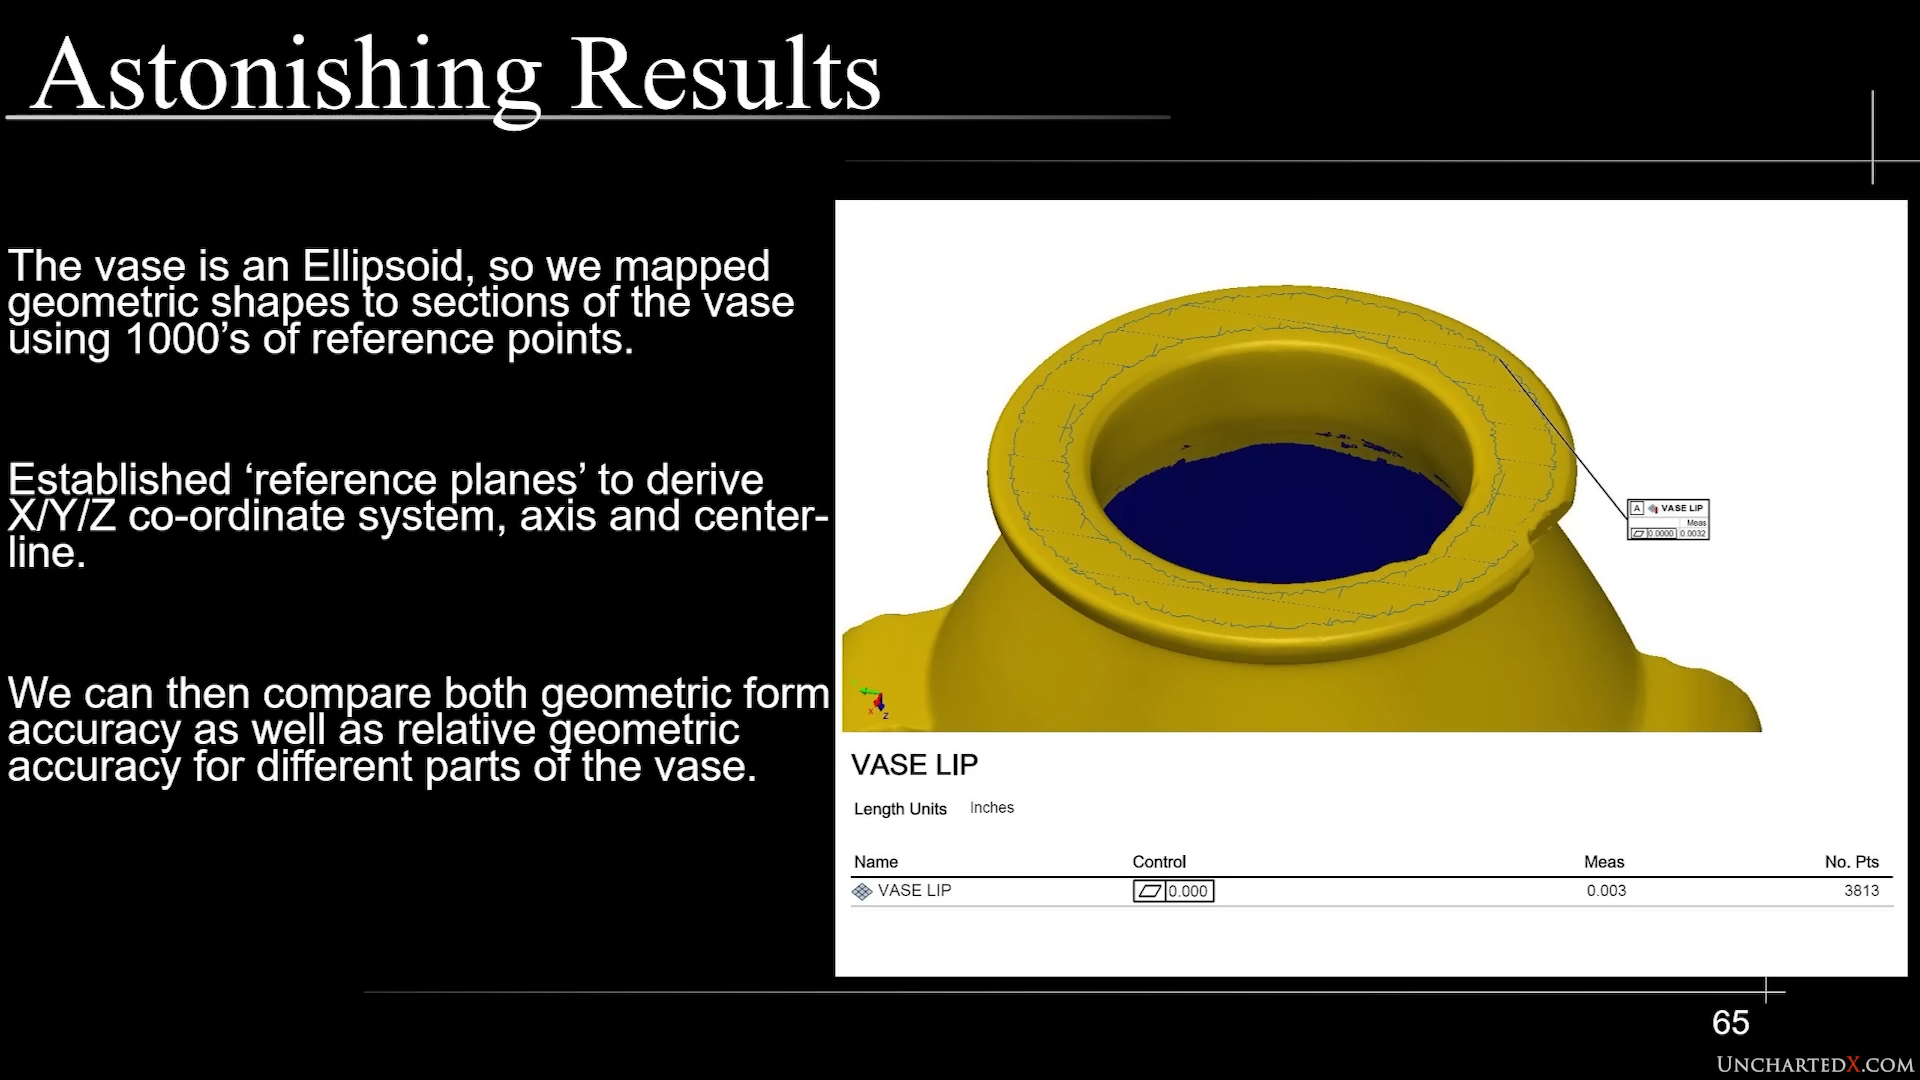 Astonishing Results
The vase is an Ellipsoid, so we mapped
geometric shapes to sections of the vase
using 1000’s of reference points.
Established ‘reference planes’ to derive
X/Y/Z co-ordinate system, axis and center-
line.
We can then compare both geometric form
accuracy as well as relative geometric
accuracy for different parts of the vase.
A VASE LIP
Meas
0.0000 0.0032
X Z
VASE LIP
Length Units Inches
Name Control Meas No. Pts
VASE LIP 0.000 0.003 3813
65
UNCHARTEDX.COM